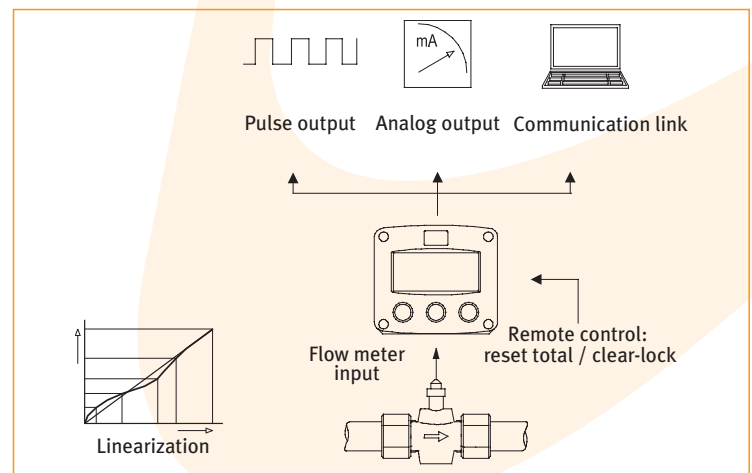 mA
Pulse output
Analog output
Communication link
Flow meter
input
Remote control:
reset total / clear-lock
Linearization